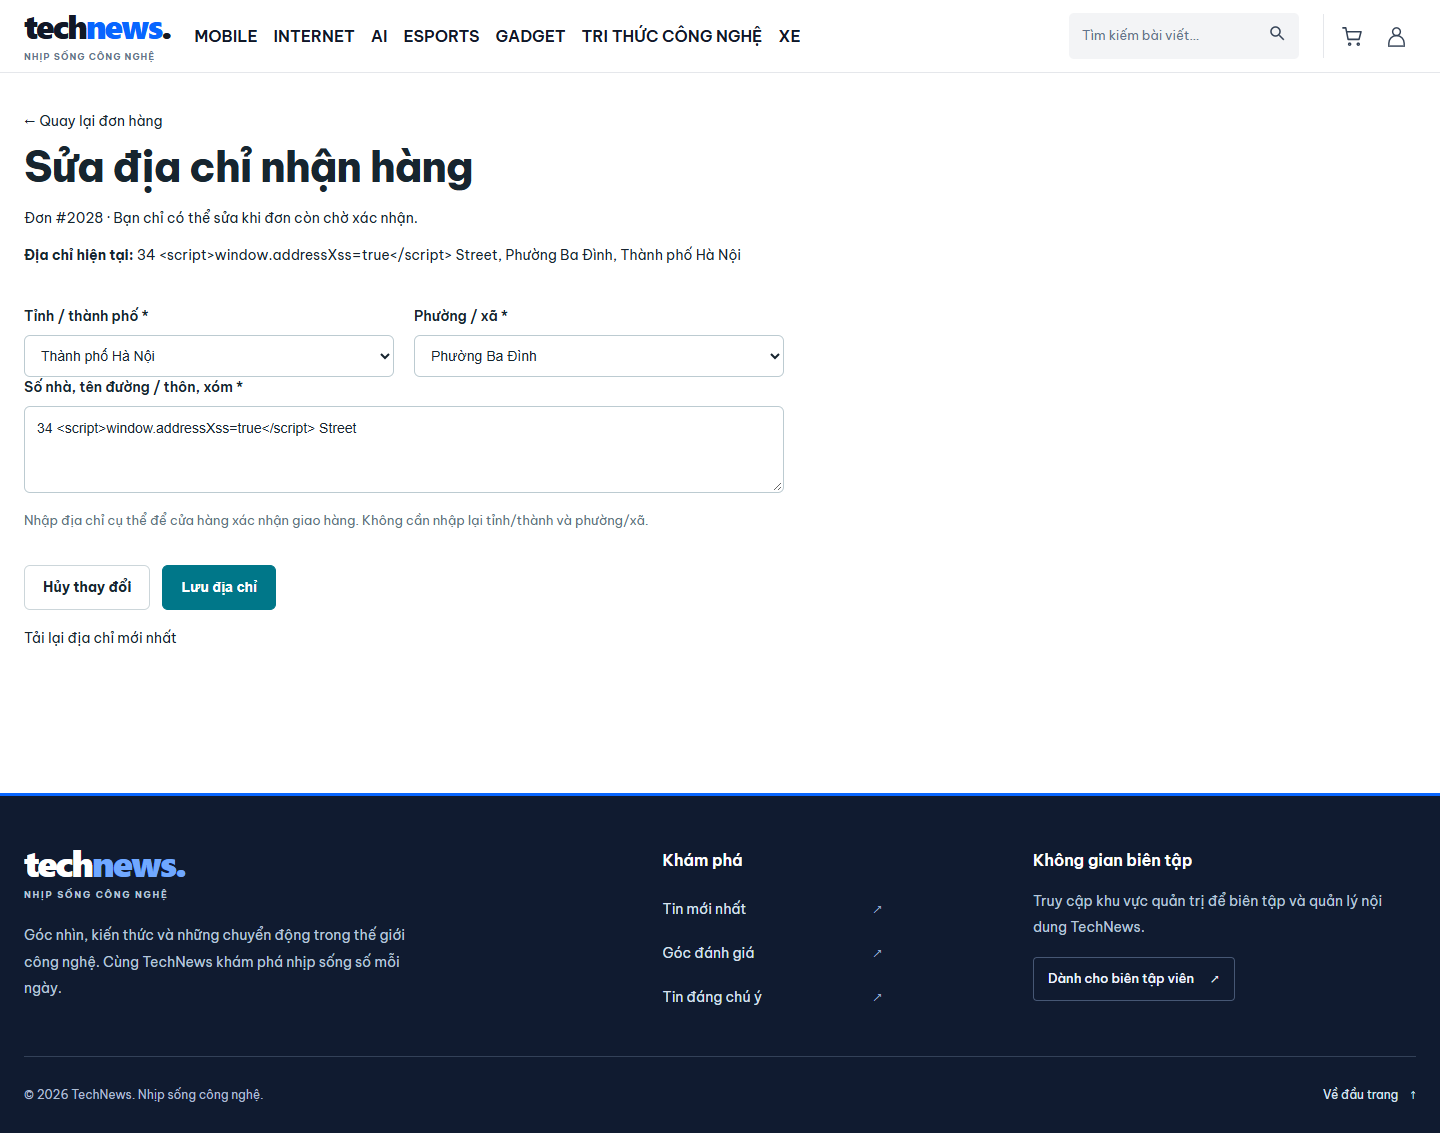 technews.
NHỊP SỐNG CÔNG NGHỆ
MOBILE INTERNET AI ESPORTS GADGET TRI THỨC CÔNG NGHỆ XE
Tìm kiếm bài viết...
← Quay lại đơn hàng
Sửa địa chỉ nhận hàng
Đơn #2028 · Bạn chỉ có thể sửa khi đơn còn chờ xác nhận.
Địa chỉ hiện tại: 34 <script>window.addressXss=true</script> Street, Phường Ba Đình, Thành phố Hà Nội
Tỉnh / thành phố * Phường / xã *
Thành phố Hà Nội Phường Ba Đình
Số nhà, tên đường / thôn, xóm *
34 <script>window.addressXss=true</script> Street
Nhập địa chỉ cụ thể để cửa hàng xác nhận giao hàng. Không cần nhập lại tỉnh/thành và phường/xã.
Hủy thay đổi Lưu địa chỉ
Tải lại địa chỉ mới nhất
technews.
NHỊP SỐNG CÔNG NGHỆ
Góc nhìn, kiến thức và những chuyển động trong thế giới
công nghệ. Cùng TechNews khám phá nhịp sống số mỗi
ngày.
Khám phá
Tin mới nhất ↗
Góc đánh giá ↗
Tin đáng chú ý ↗
Không gian biên tập
Truy cập khu vực quản trị để biên tập và quản lý nội
dung TechNews.
Dành cho biên tập viên ↗
© 2026 TechNews. Nhịp sống công nghệ.
Về đầu trang ↑